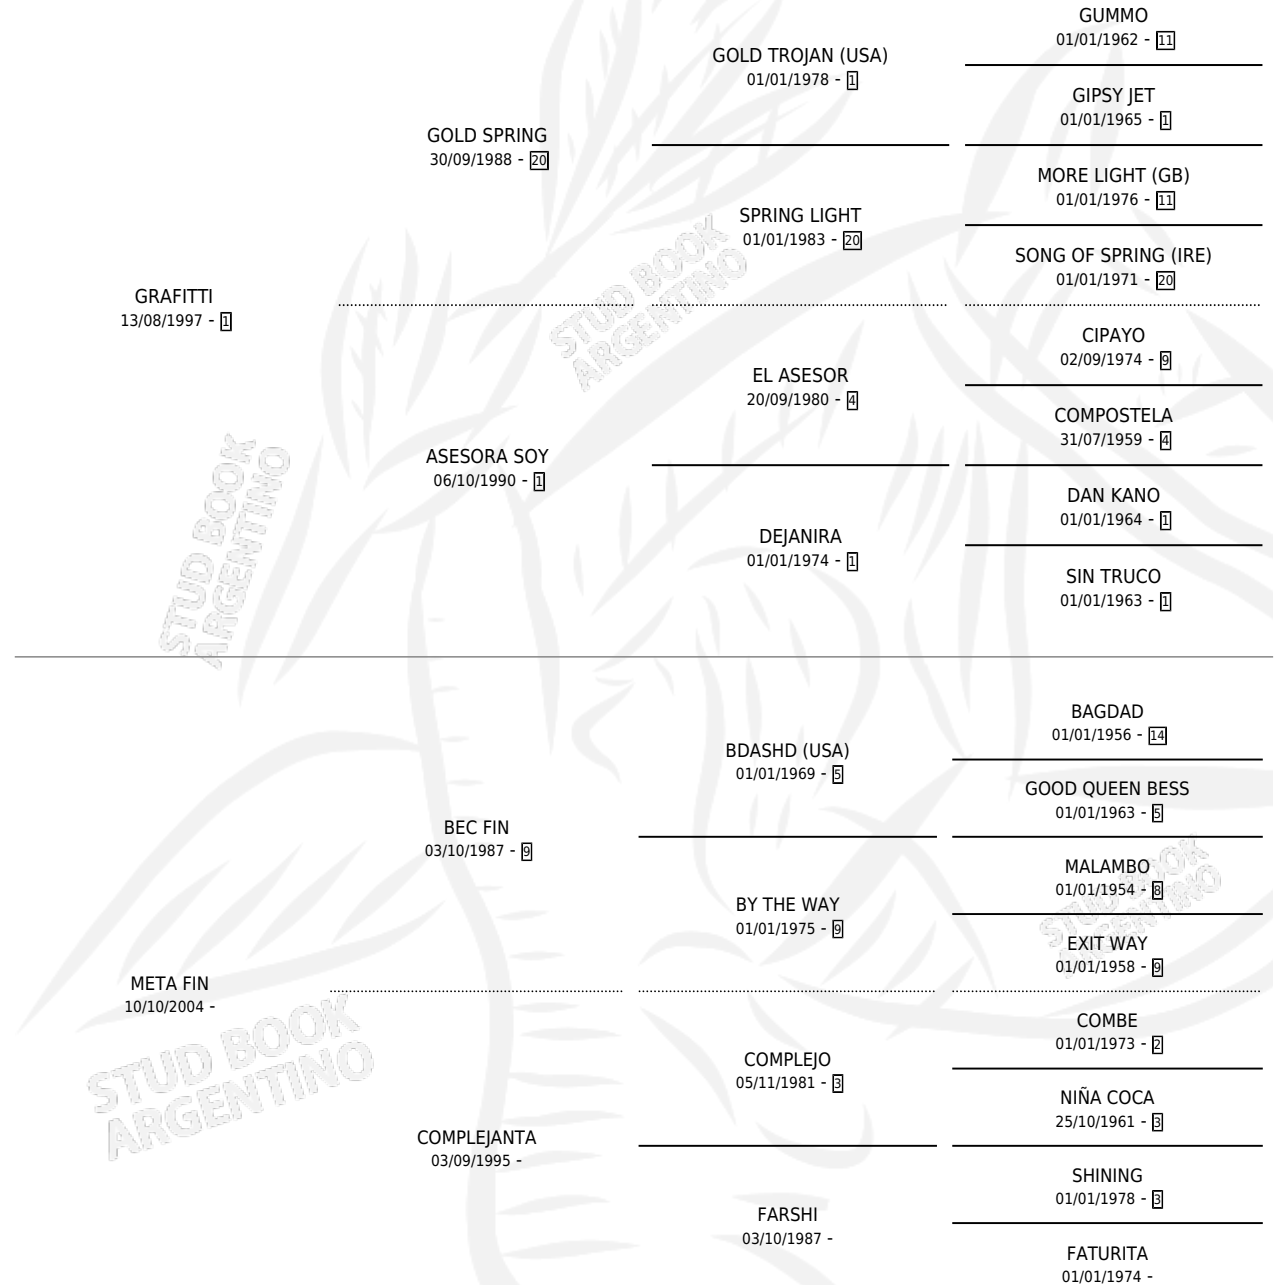 GUMMO
01/01/1962 - 11
GOLD TROJAN (USA)
01/01/1978 - 1
GIPSY JET
01/01/1965 - 1
GOLD SPRING
30/09/1988 - 20
MORE LIGHT (GB)
01/01/1976 - 11
SPRING LIGHT
01/01/1983 - 20
SONG OF SPRING (IRE)
01/01/1971 - 20
GRAFITTI
13/08/1997 - 1
STUD BOOK
ARGENTINO
CIPAYO
02/09/1974 - 9
EL ASESOR
20/09/1980 - 4
COMPOSTELA
31/07/1959 - 4
ASESORA SOY
06/10/1990 - 1
DAN KANO
01/01/1964 - 1
DEJANIRA
01/01/1974 - 1
SIN TRUCO
01/01/1963 - 1
STUD BOOK
ARGENTINO
BAGDAD
01/01/1956 - 14
BDASHD (USA)
01/01/1969 - 5
GOOD QUEEN BESS
01/01/1963 - 5
BEC FIN
03/10/1987 - 9
MALAMBO
01/01/1954 - 8
BY THE WAY
01/01/1975 - 9
EXIT WAY
01/01/1958 - 9
STUD BOOK
ARGENTINO
META FIN
10/10/2004 -
COMBE
01/01/1973 - 2
COMPLEJO
05/11/1981 - 3
NIÑA COCA
25/10/1961 - 3
STUD BOOK
ARGENTINO
COMPLEJANTA
03/09/1995 -
SHINING
01/01/1978 - 3
FARSHI
03/10/1987 -
FATURITA
01/01/1974 -